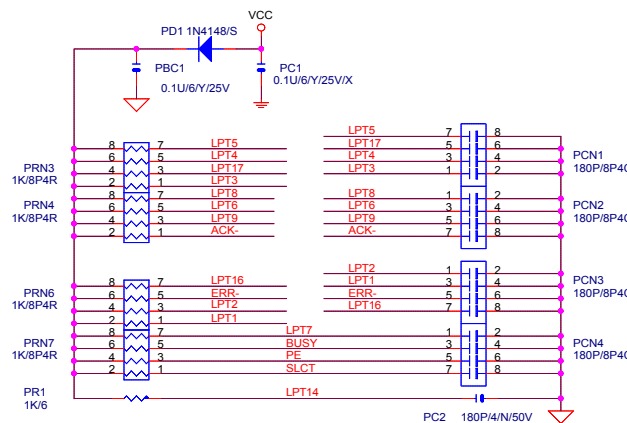 VCC
PD1 1N4148/S
PBC1
PC1
0.1U/6/Y/25V
0.1U/6/Y/25V/X
PRN3
1K/8P4R
8 7 LPT5
6 5 LPT4
4 3 LPT17
2 1 LPT3
PRN4
1K/8P4R
8 7 LPT8
6 5 LPT6
4 3 LPT9
2 1 ACK-
LPT5 7 8
LPT17 5 6
LPT4 3 4
LPT3 1 2
PCN1
180P/8P4C
LPT8 1 2
LPT6 3 4
LPT9 5 6
ACK- 7 8
PCN2
180P/8P4C
PRN6
1K/8P4R
8 7 LPT16
6 5 ERR-
4 3 LPT2
2 1 LPT1
LPT2 1 2
LPT1 3 4
ERR- 5 6
LPT16 7 8
PCN3
180P/8P4C
PRN7
1K/8P4R
8 7 LPT7 1 2
6 5 BUSY 3 4
4 3 PE 5 6
2 1 SLCT 7 8
PCN4
180P/8P4C
PR1
1K/6
LPT14
PC2 180P/4/N/50V